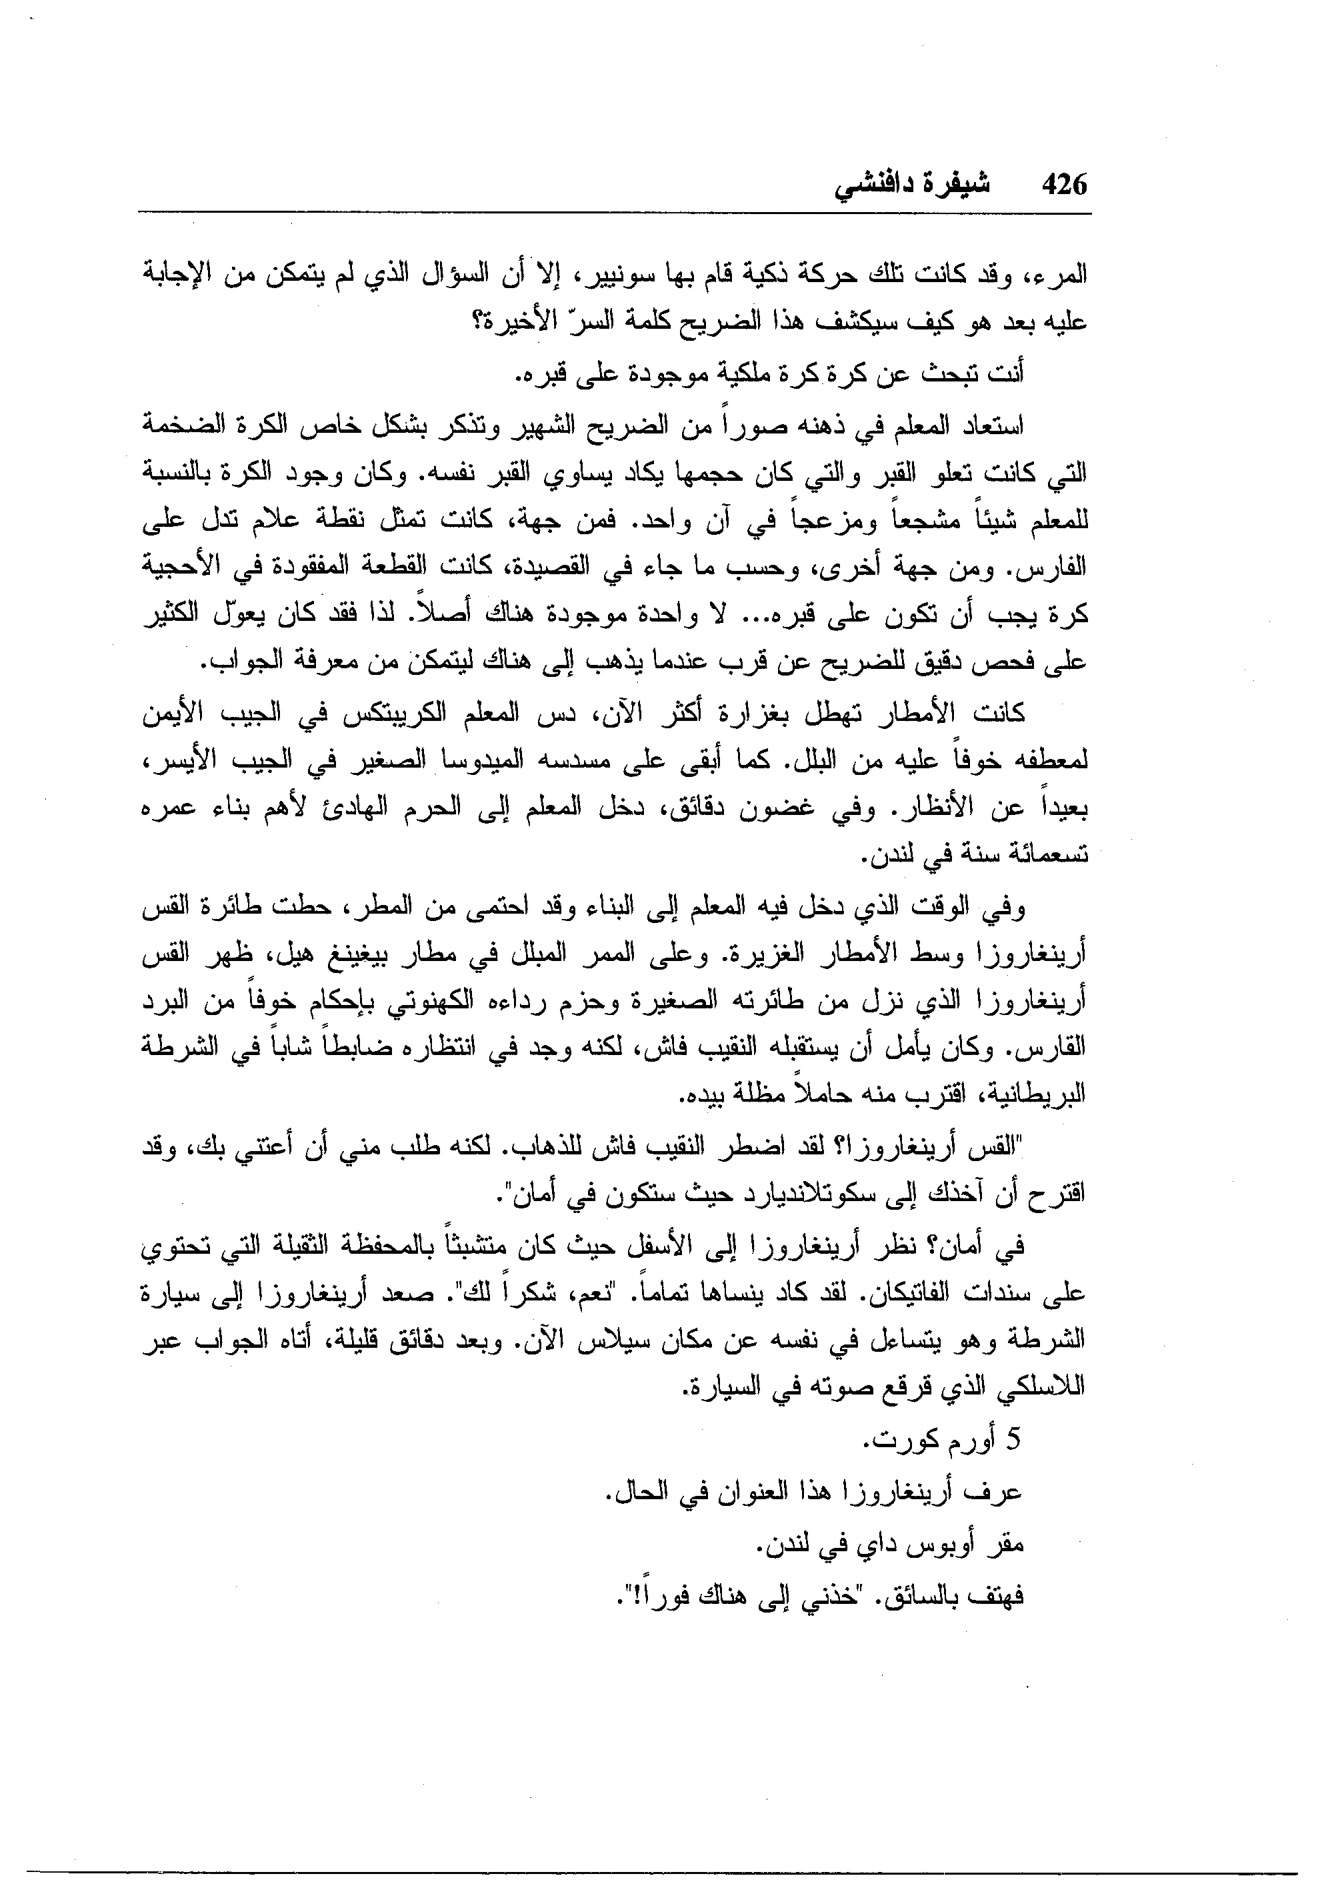 426 شيفرة دافنشي
المرء، وقد كانت تلك حركة ذكية قام بها سونيير، إلا أن السؤال الذي لم يتمكن من الإجابة
عليه بعد هو كيف سيكشف هذا الضريح كلمة السرّ الأخيرة؟
أنت تبحث عن كرة كرة ملكية موجودة على قبره.
استعاد المعلم في ذهنه صوراً من الضريح الشهير وتذكر بشكل خاص الكرة الضخمة
التي كانت تعلو القبر والتي كان حجمها يكاد يساوي القبر نفسه. وكان وجود الكرة بالنسبة
للمعلم شيئاً مشجعاً ومزعجاً في آن واحد. فمن جهة، كانت تمثل نقطة علام تدل على
الفارس. ومن جهة أخرى، وحسب ما جاء في القصيدة، كانت القطعة المفقودة في الأحجية
كرة يجب أن تكون على قبره... لا واحدة موجودة هناك أصلاً. لذا فقد كان يعوّل الكثير
على فحص دقيق للضريح عن قرب عندما يذهب إلى هناك ليتمكن من معرفة الجواب.
كانت الأمطار تهطل بغزارة أكثر الآن، دس المعلم الكريبتكس في الجيب الأيمن
لمعطفه خوفاً عليه من البلل. كما أبقى على مسدسه الميدوسا الصغير في الجيب الأيسر،
بعيداً عن الأنظار. وفي غضون دقائق، دخل المعلم إلى الحرم الهادئ لأهم بناء عمره
تسعمائة سنة في لندن.
وفي الوقت الذي دخل فيه المعلم إلى البناء وقد احتمى من المطر، حطت طائرة القس
أرينغاروزا وسط الأمطار الغزيرة. وعلى الممر المبلل في مطار بيغينغ هيل، ظهر القس
أرينغاروزا الذي نزل من طائرته الصغيرة وحزم رداءه الكهنوتي بإحكام خوفاً من البرد
القارس. وكان يأمل أن يستقبله النقيب فاش، لكنه وجد في انتظاره ضابطاً شاباً في الشرطة
البريطانية، اقترب منه حاملاً مظلة بيده.
"القس أرينغاروزا؟ لقد اضطر النقيب فاش للذهاب. لكنه طلب مني أن أعتني بك، وقد
اقترح أن آخذك إلى سكوتلانديارد حيث ستكون في أمان".
في أمان؟ نظر أرينغاروزا إلى الأسفل حيث كان متشبثاً بالمحفظة الثقيلة التي تحتوي
على سندات الفاتيكان. لقد كاد ينساها تماماً. "نعم، شكراً لك". صعد أرينغاروزا إلى سيارة
الشرطة وهو يتساءل في نفسه عن مكان سيلاس الآن. وبعد دقائق قليلة، أتاه الجواب عبر
اللاسلكي الذي قرقع صوته في السيارة.
5 أورم كورت.
عرف أرينغاروزا هذا العنوان في الحال.
مقر أوبوس داي في لندن.
فهتف بالسائق. "خذني إلى هناك فوراً!".